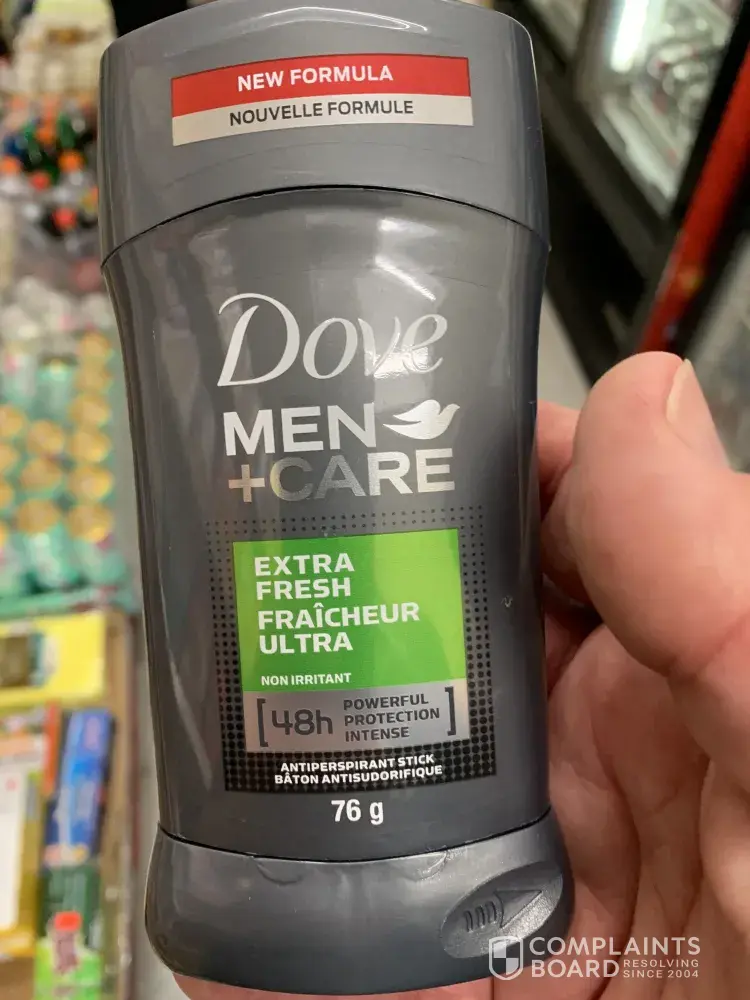 NEW FORMULA
NOUVELLE FORMULE
Dove
MEN
+CARE
EXTRA
FRESH
FRAÎCHEUR
ULTRA
NON IRRITANT
[48h POWERFUL
PROTECTION
INTENSE]
ANTIPERSPIRANT STICK
BÂTON ANTISUDORIFIQUE
76 g
COMPLAINTS
BOARD RESOLVING
SINCE 2004